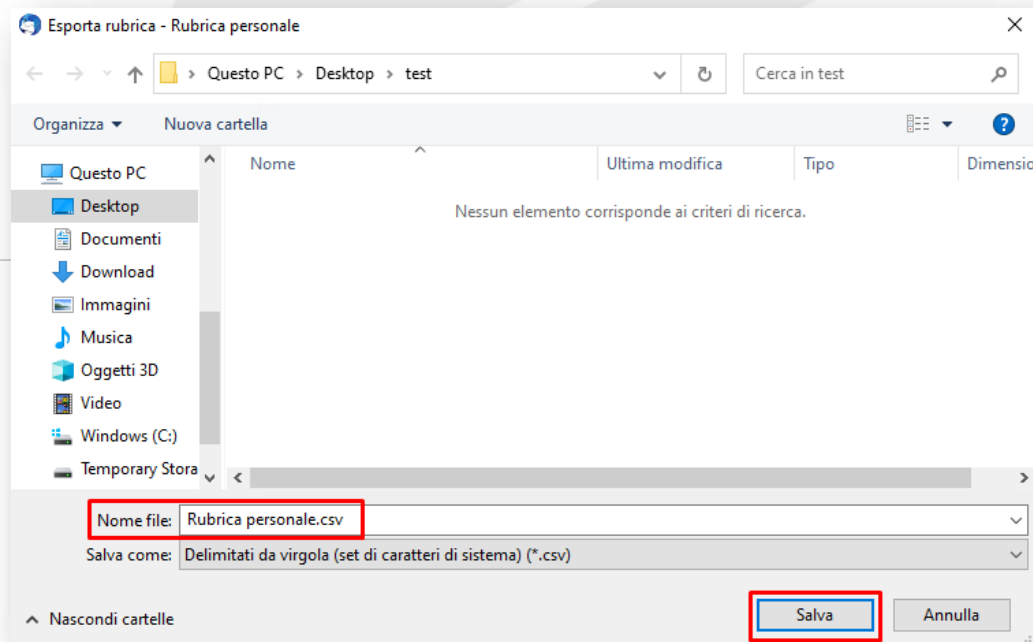 Esporta rubrica - Rubrica personale
Questo PC > Desktop > test
Cerca in test
Organizza
Nuova cartella
Nome
Ultima modifica
Tipo
Dimensio
Nessun elemento corrisponde ai criteri di ricerca.
Questo PC
Desktop
Documenti
Download
Immagini
Musica
Oggetti 3D
Video
Windows (C:)
Temporary Stora
Nome file: Rubrica personale.csv
Salva come: Delimitati da virgola (set di caratteri di sistema) (*.csv)
Nascondi cartelle
Salva
Annulla